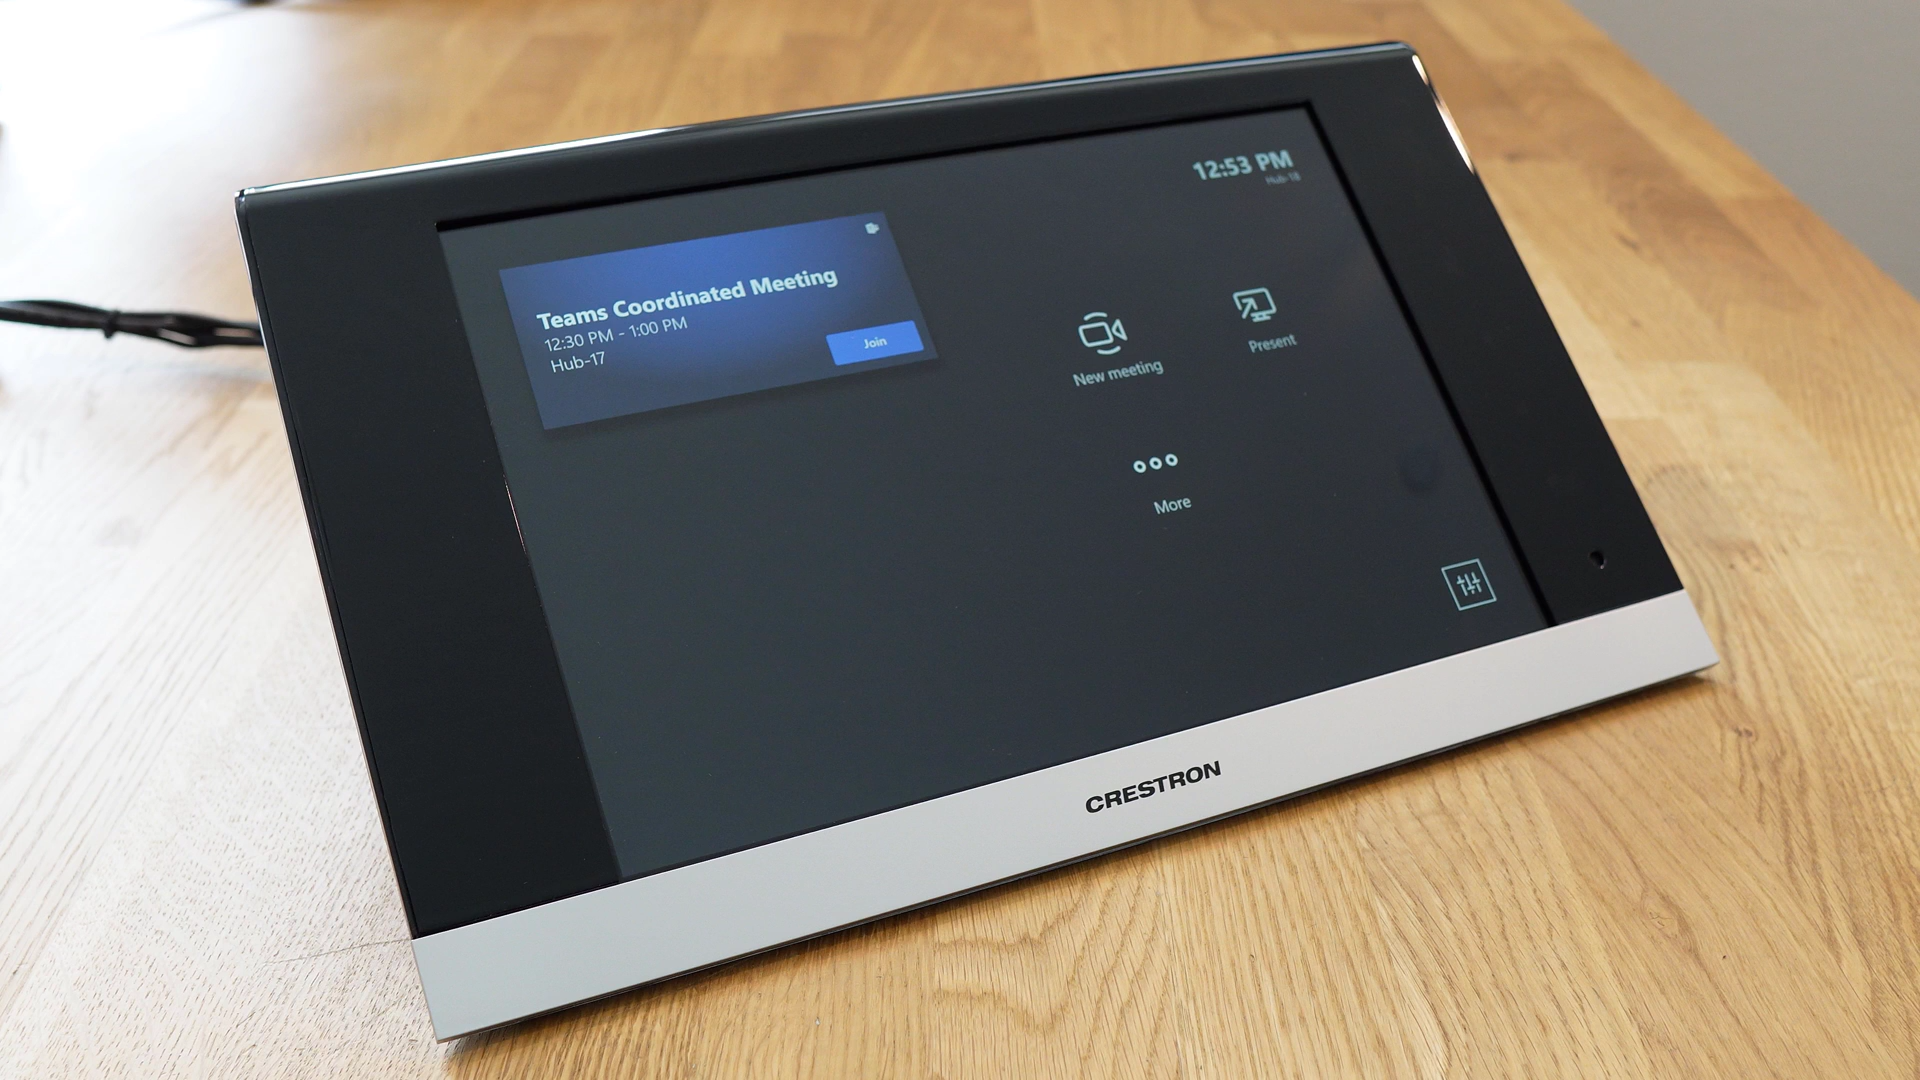 12:53 PM
Hub-18
Teams Coordinated Meeting
12:30 PM - 1:00 PM
Hub-17
Join
New meeting
Present
More
CRESTRON